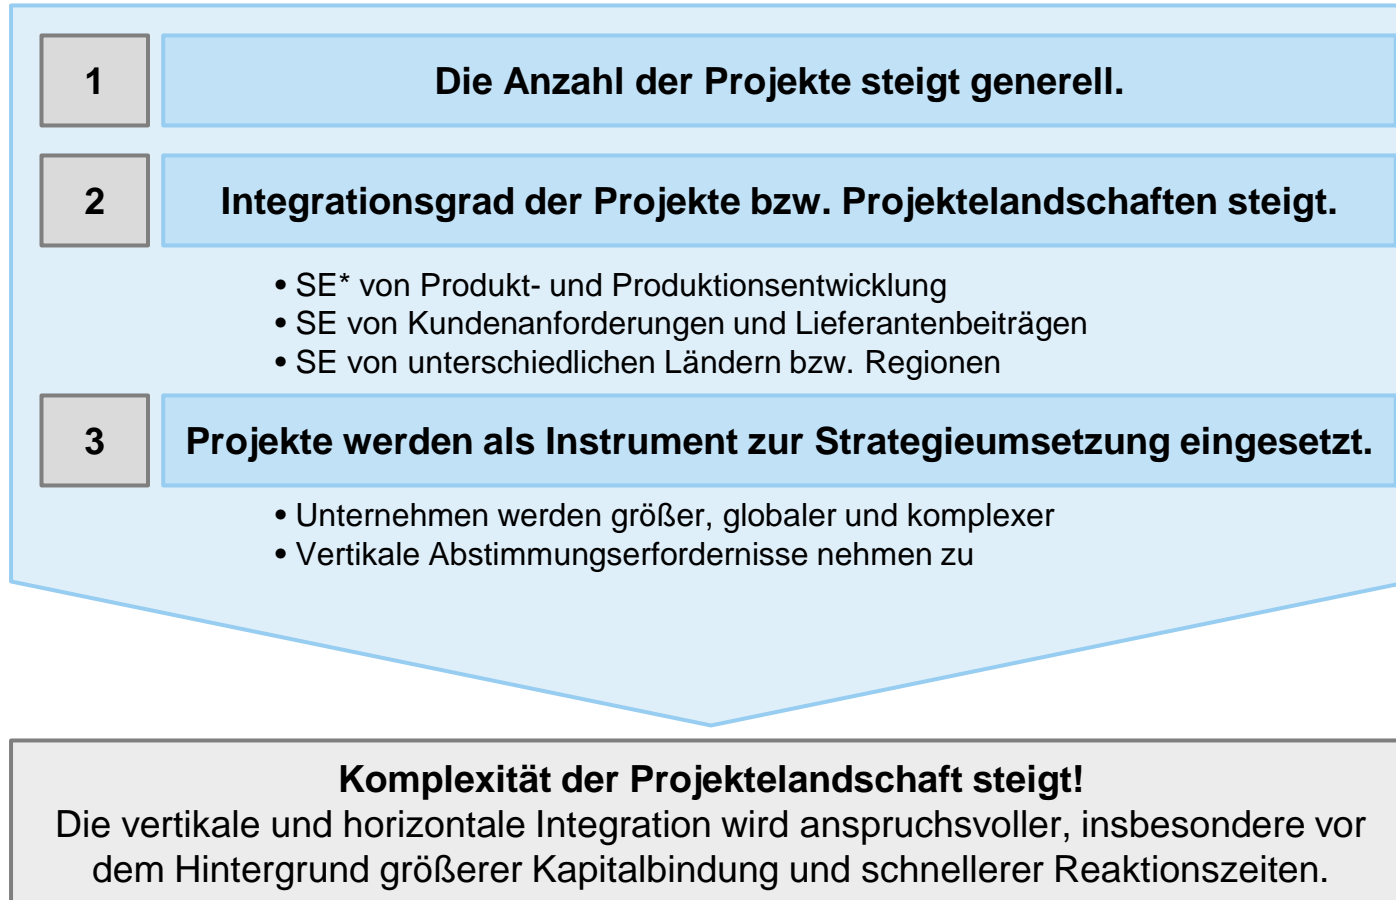 1
Die Anzahl der Projekte steigt generell.
2
Integrationsgrad der Projekte bzw. Projektelandschaften steigt.
• SE* von Produkt- und Produktionsentwicklung
• SE von Kundenanforderungen und Lieferantenbeiträgen
• SE von unterschiedlichen Ländern bzw. Regionen
3
Projekte werden als Instrument zur Strategieumsetzung eingesetzt.
• Unternehmen werden größer, globaler und komplexer
• Vertikale Abstimmungserfordernisse nehmen zu
Komplexität der Projektelandschaft steigt!
Die vertikale und horizontale Integration wird anspruchsvoller, insbesondere vor
dem Hintergrund größerer Kapitalbindung und schnellerer Reaktionszeiten.